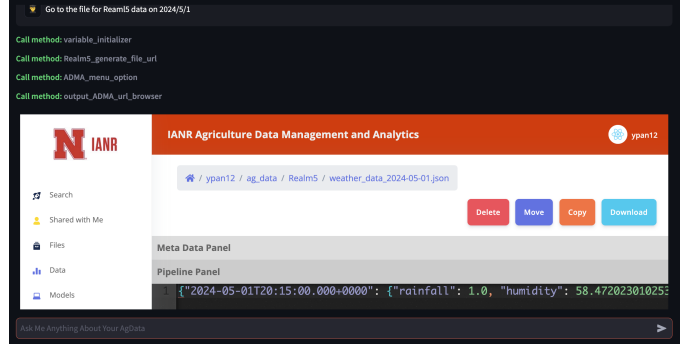 Go to the file for Reaml5 data on 2024/5/1
Call method: variable_initializer
Call method: Realm5_generate_file_url
Call method: ADMA_menu_option
Call method: output_ADMA_url_browser
N IANR
IANR Agriculture Data Management and Analytics
ypan12
/ ypan12 / ag_data / Realm5 / weather_data_2024-05-01.json
Search
Shared with Me
Files
Data
Models
Delete Move Copy Download
Meta Data Panel
Pipeline Panel
1 {"2024-05-01T20:15:00.000+0000": {"rainfall": 1.0, "humidity": 58.472023010253
Ask Me Anything About Your AgData